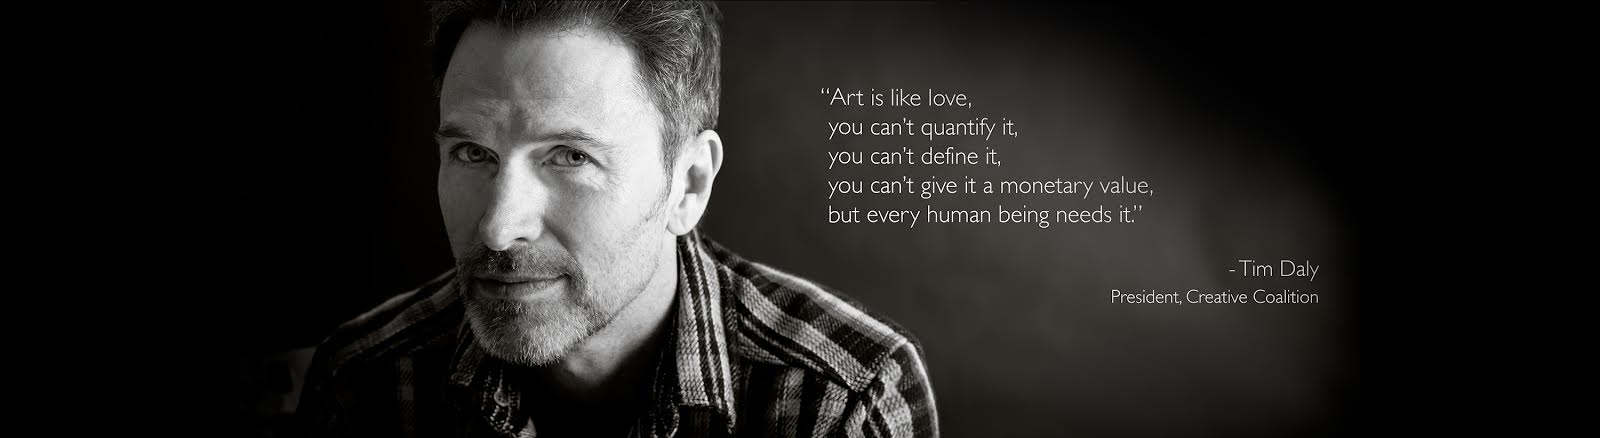 “Art is like love,
you can’t quantify it,
you can’t define it,
you can’t give it a monetary value,
but every human being needs it.”
- Tim Daly
President, Creative Coalition